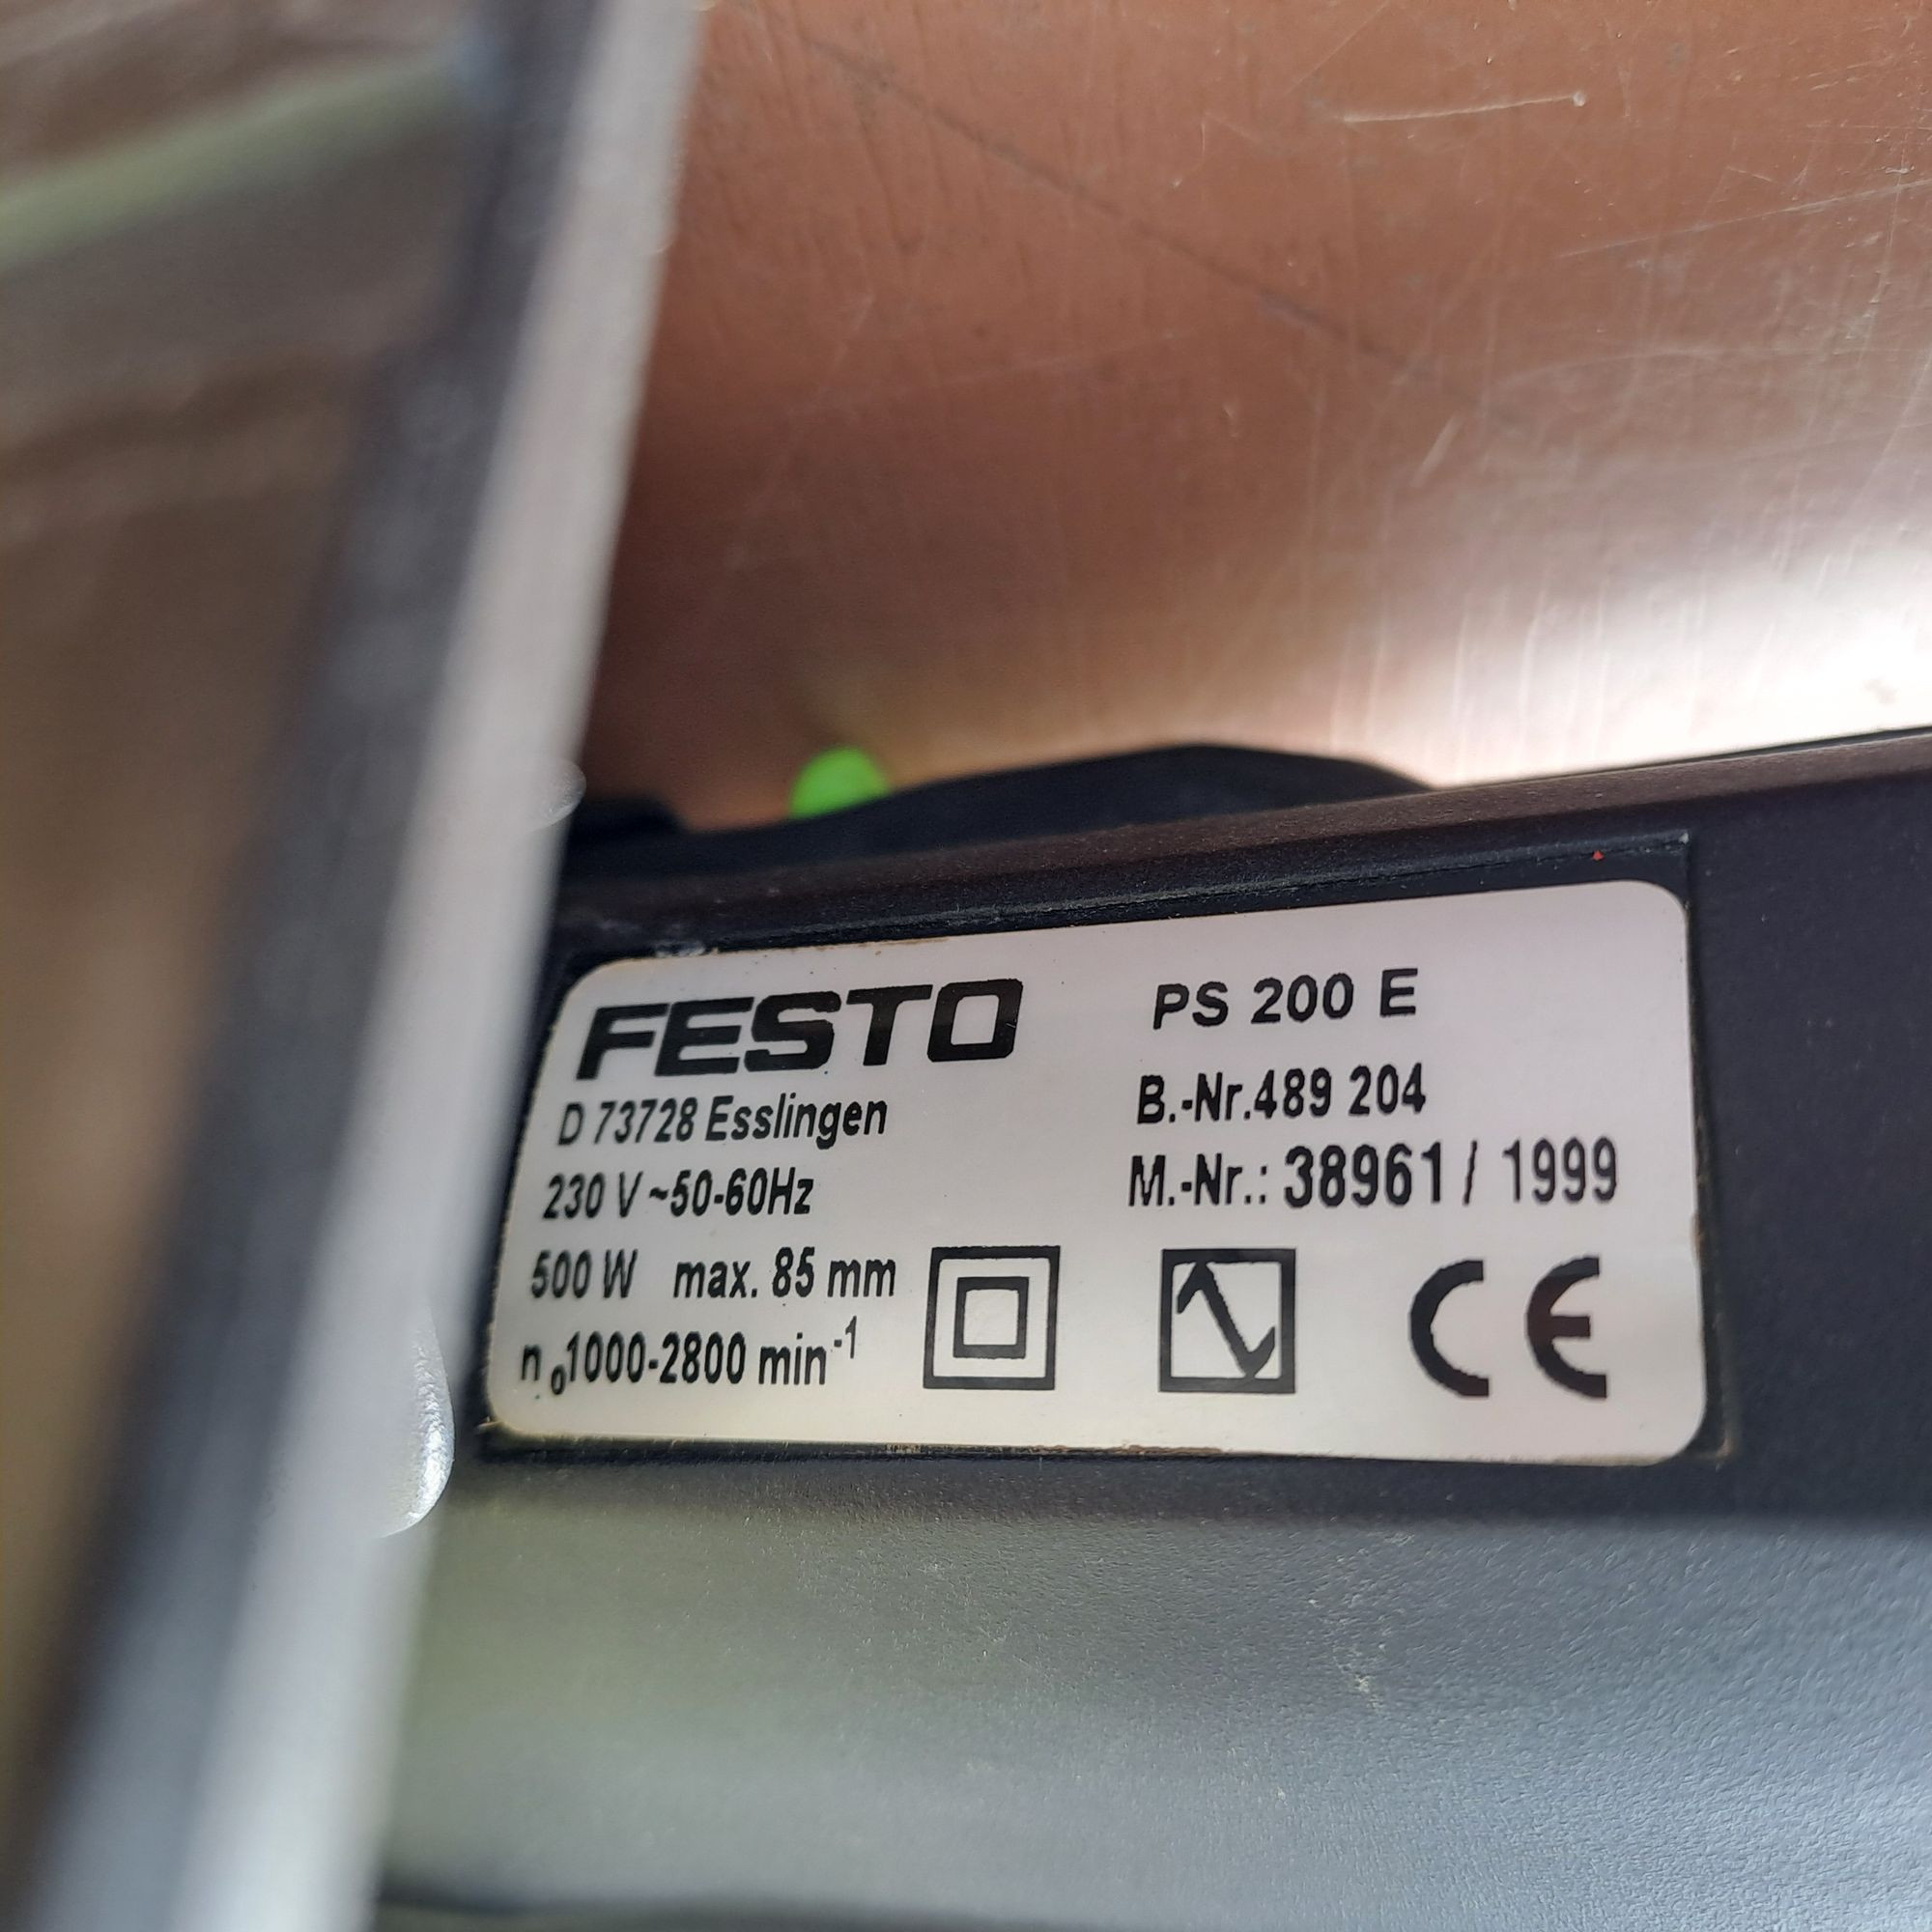 FESTO
D 73728 Esslingen
230 V ~50-60Hz
500 W max. 85 mm
n o 1000-2800 min-1
PS 200 E
B.-Nr.489 204
M.-Nr.: 38961 / 1999
CE